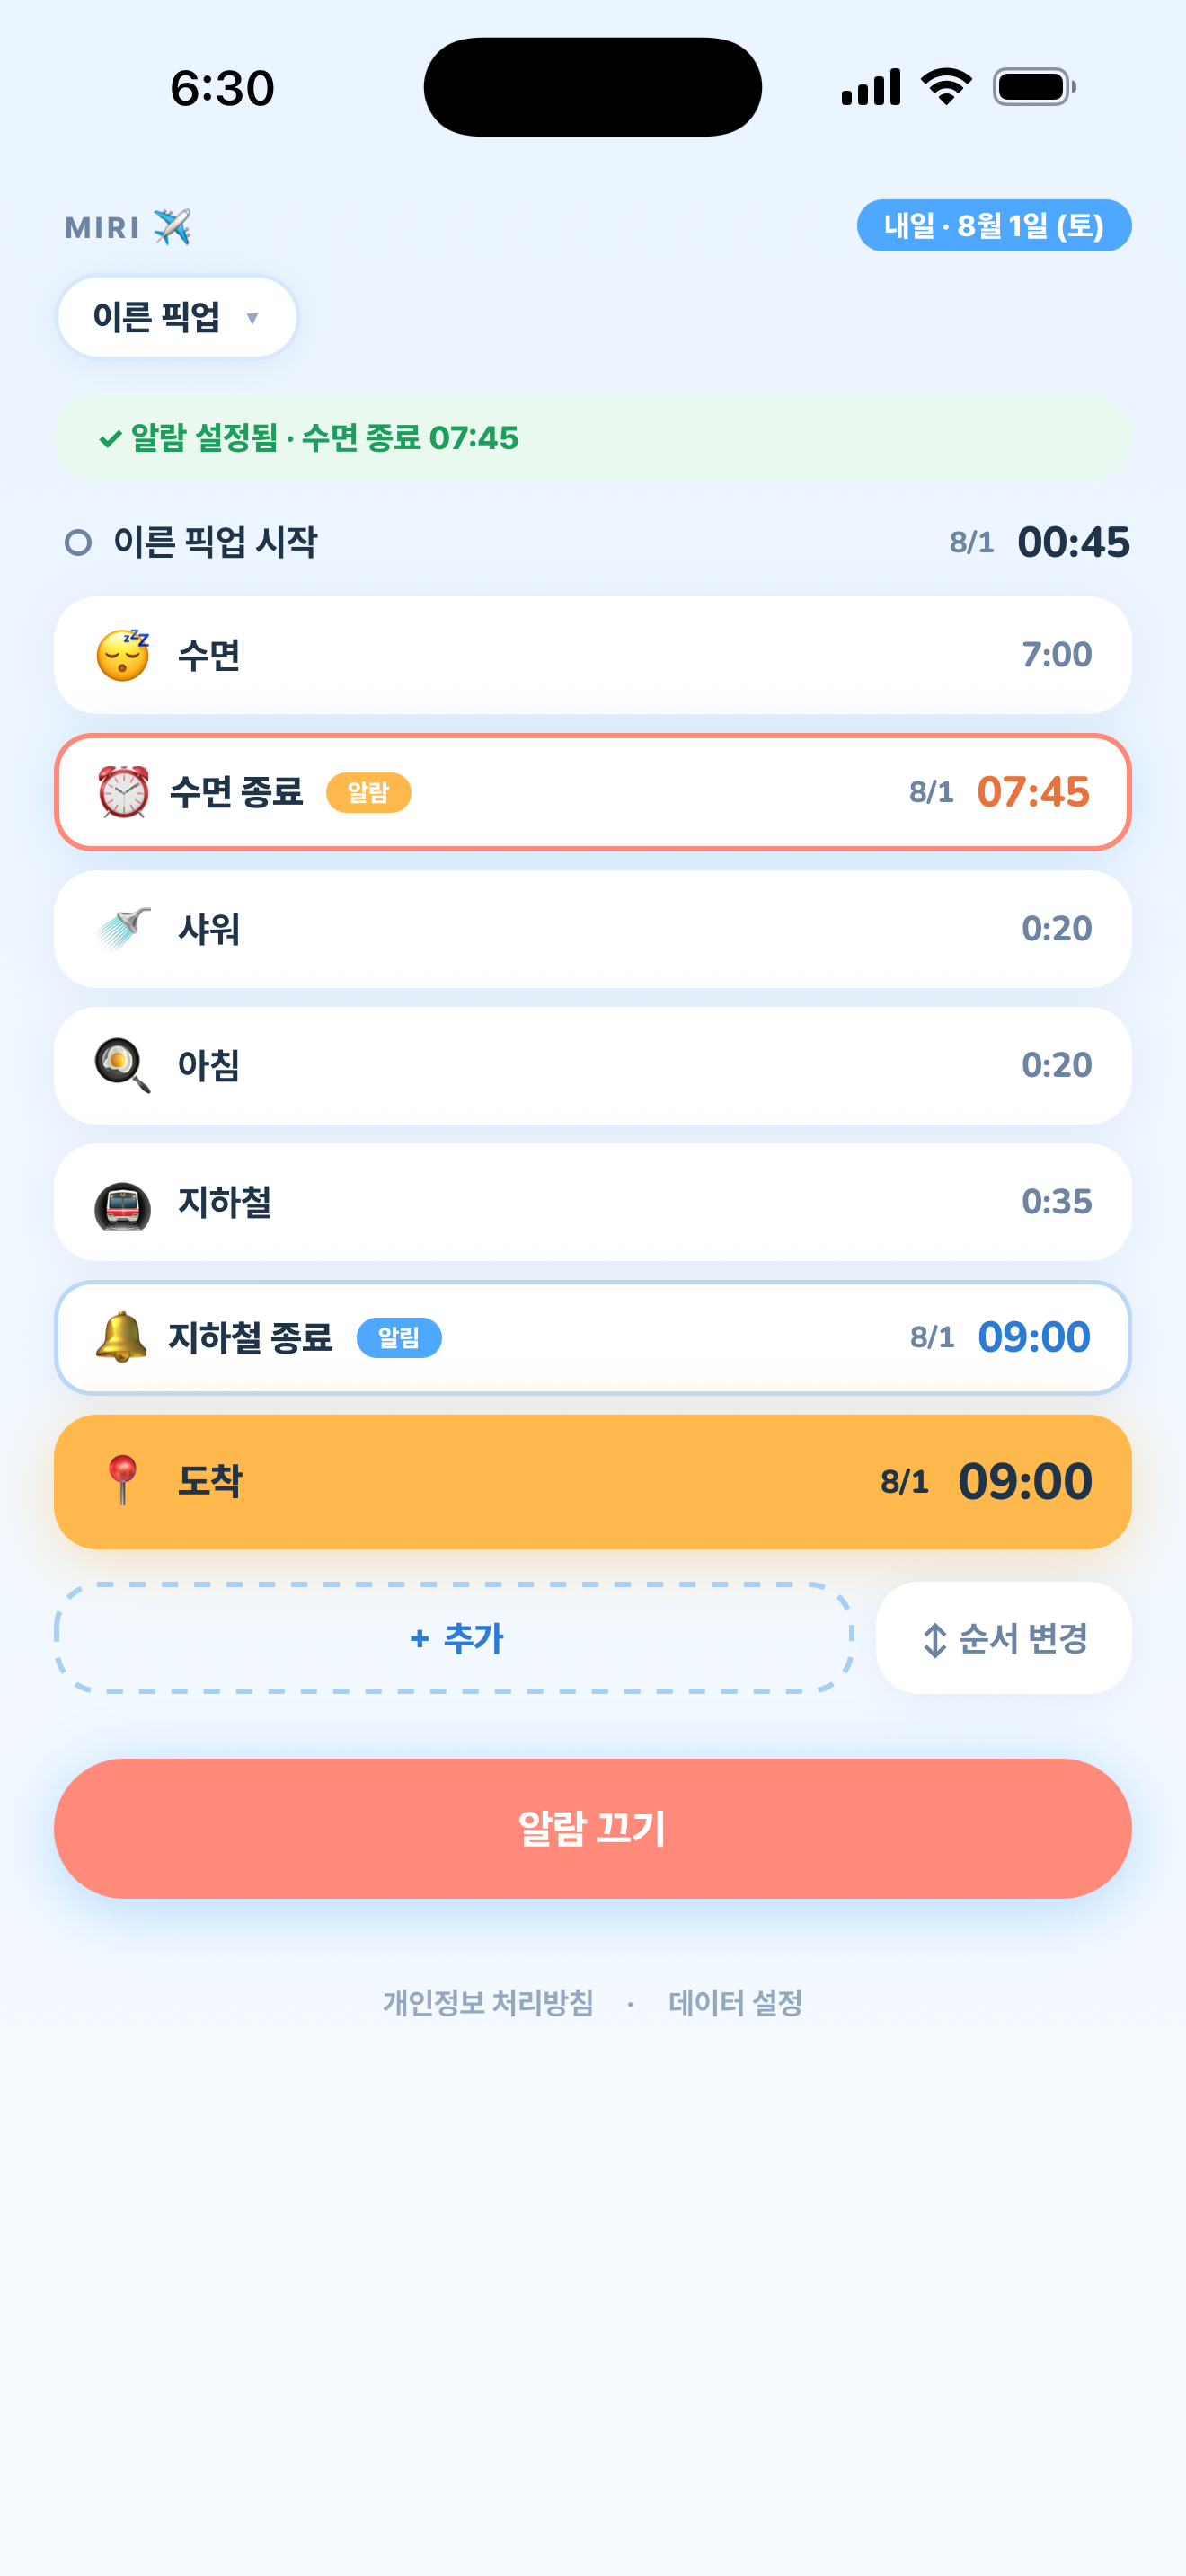 6:30
MIRI ✈️ 내일 · 8월 1일 (토)
이른 픽업 ▼
✓ 알람 설정됨 · 수면 종료 07:45
이른 픽업 시작 8/1 00:45
😴 수면 7:00
⏰ 수면 종료 알람 8/1 07:45
🚿 샤워 0:20
🍳 아침 0:20
🚇 지하철 0:35
🔔 지하철 종료 알림 8/1 09:00
📍 도착 8/1 09:00
+ 추가 ↕ 순서 변경
알람 끄기
개인정보 처리방침 · 데이터 설정